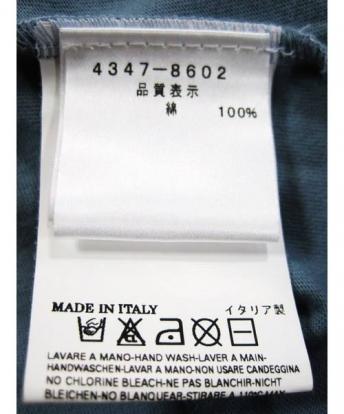 4347-8602
品質表示
綿 100%
MADE IN ITALY イタリア製
LAVARE A MANO-HAND WASH-LAVER A MAIN-
HANDWASCHEN-LAVAR A MANO-NON USARE CANDEGGINA
NO CHLORINE BLEACH-NE PAS BLANCHIR-NICHT
BLEICHEN-NO BLANQUEAR-STIRARE A 110°C MAX